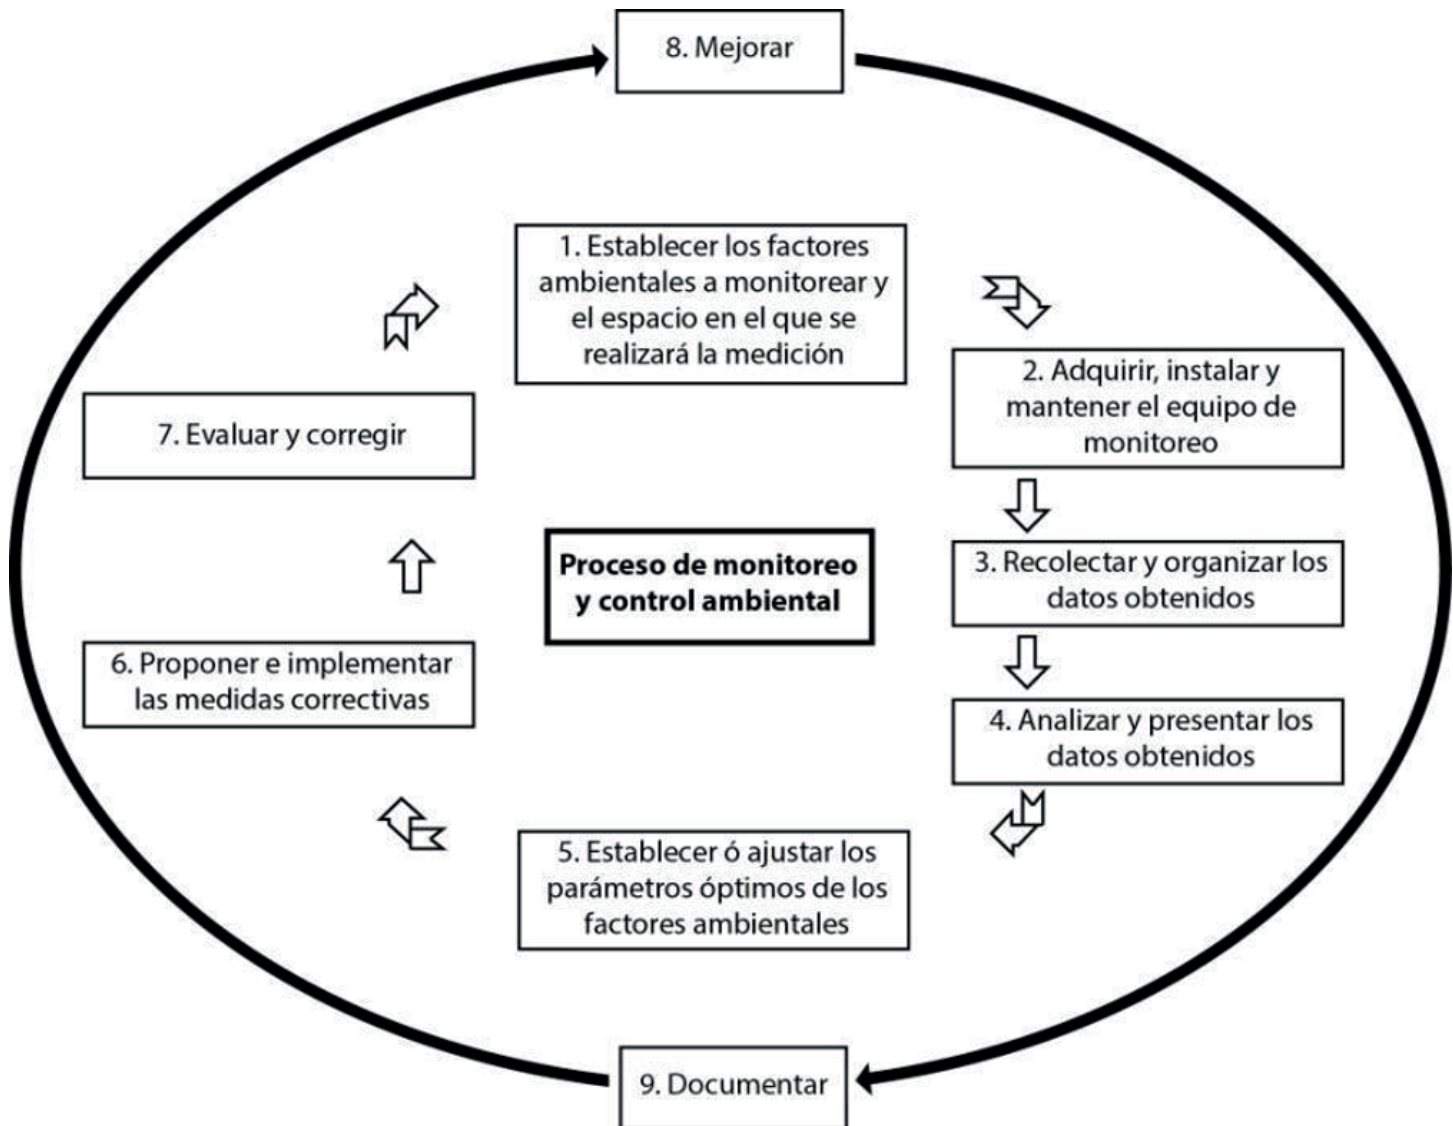 8. Mejorar
1. Establecer los factores
ambientales a monitorear y
el espacio en el que se
realizará la medición
2. Adquirir, instalar y
mantener el equipo de
monitoreo
7. Evaluar y corregir
Proceso de monitoreo
y control ambiental
3. Recolectar y organizar los
datos obtenidos
6. Proponer e implementar
las medidas correctivas
4. Analizar y presentar los
datos obtenidos
5. Establecer ó ajustar los
parámetros óptimos de los
factores ambientales
9. Documentar